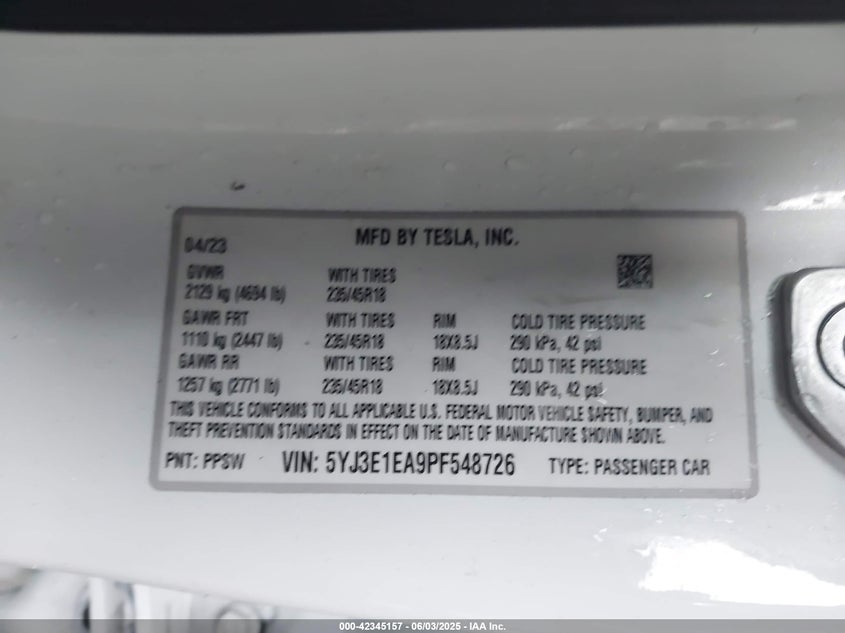 04/23 MFD BY TESLA, INC.
GVWR WITH TIRES
2129 kg (4694 lb) 235/45R18
GAWR FRT WITH TIRES RIM COLD TIRE PRESSURE
1110 kg (2447 lb) 235/45R18 18X8.5J 290 kPa, 42 psi
GAWR RR WITH TIRES RIM COLD TIRE PRESSURE
1257 kg (2771 lb) 235/45R18 18X8.5J 290 kPa, 42 psi
THIS VEHICLE CONFORMS TO ALL APPLICABLE U.S. FEDERAL MOTOR VEHICLE SAFETY, BUMPER, AND
THEFT PREVENTION STANDARDS IN EFFECT ON THE DATE OF MANUFACTURE SHOWN ABOVE.
PNT: PPSW VIN: 5YJ3E1EA9PF548726 TYPE: PASSENGER CAR
000-42345157 - 06/03/2025 - IAA Inc.